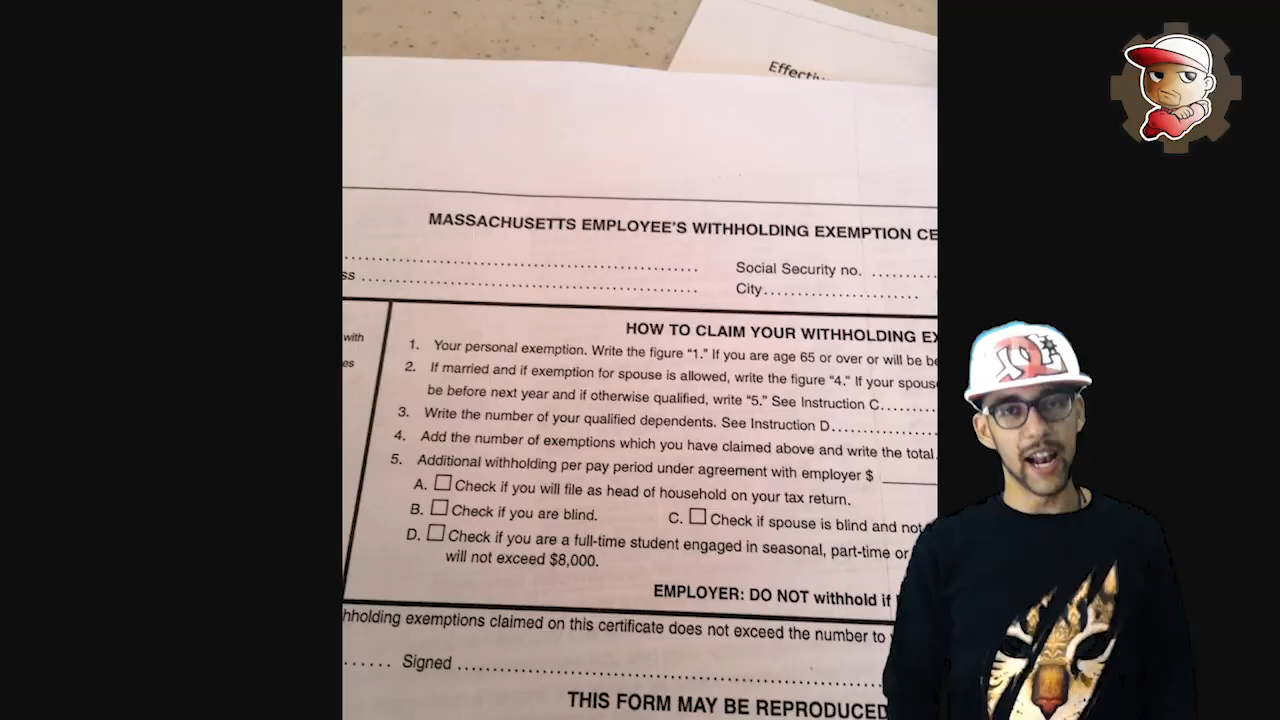 Effectiv
MASSACHUSETTS EMPLOYEE'S WITHHOLDING EXEMPTION CE
Social Security no.
ss
City
HOW TO CLAIM YOUR WITHHOLDING EX
with
es
1. Your personal exemption. Write the figure “1.” If you are age 65 or over or will be be
2. If married and if exemption for spouse is allowed, write the figure “4.” If your spous
be before next year and if otherwise qualified, write “5.” See Instruction C
3. Write the number of your qualified dependents. See Instruction D
4. Add the number of exemptions which you have claimed above and write the total
5. Additional withholding per pay period under agreement with employer $
A. Check if you will file as head of household on your tax return.
B. Check if you are blind. C. Check if spouse is blind and not
D. Check if you are a full-time student engaged in seasonal, part-time or
will not exceed $8,000.
EMPLOYER: DO NOT withhold if
hholding exemptions claimed on this certificate does not exceed the number to
Signed
THIS FORM MAY BE REPRODUCED